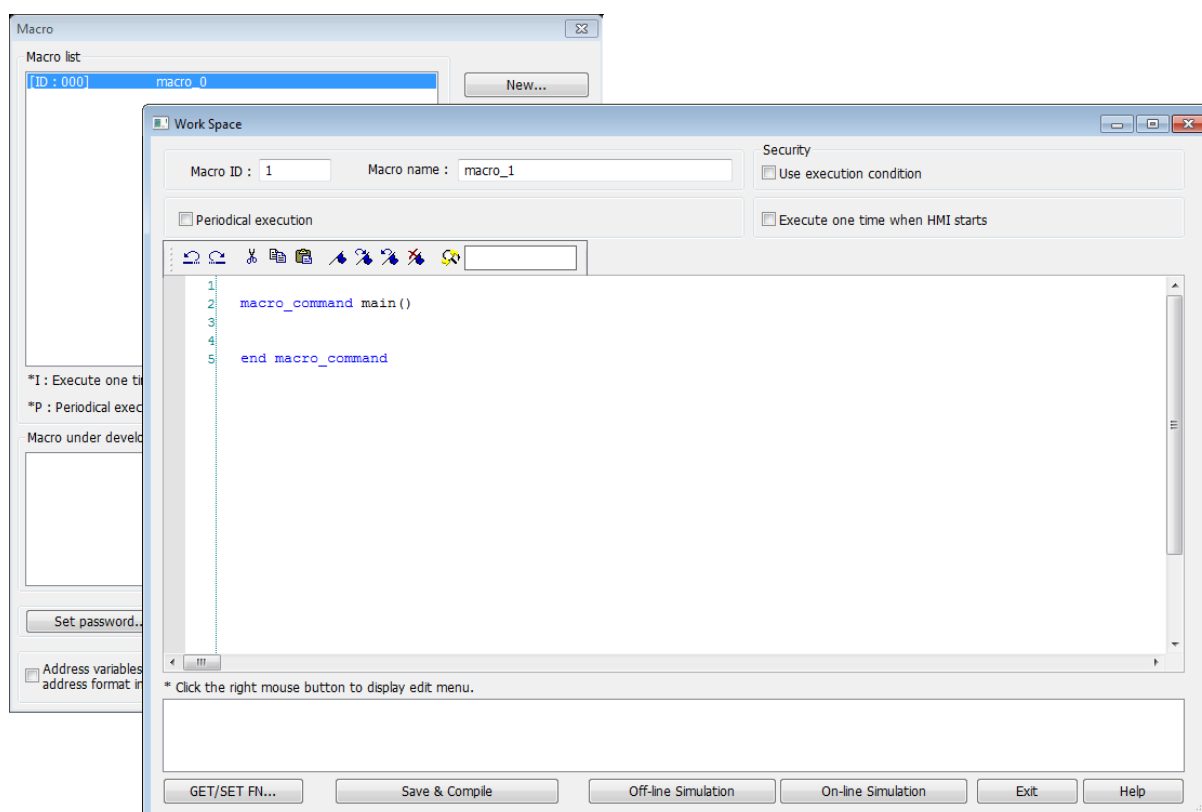 Macro
Macro list
[ID : 000] macro_0
New...
Work Space
Macro ID : 1
Macro name : macro_1
Security
Use execution condition
Periodical execution
Execute one time when HMI starts
1
2 macro_command main()
3
4
5 end macro_command
*I : Execute one ti
*P : Periodical exec
Macro under develo
Set password..
Address variables
address format in
* Click the right mouse button to display edit menu.
GET/SET FN... Save & Compile Off-line Simulation On-line Simulation Exit Help